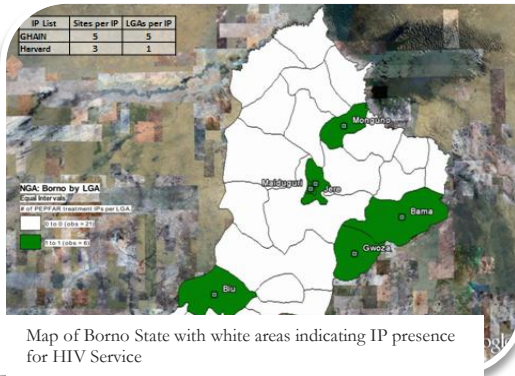 IP List Sites per IP LGAs per IP
GHAIN 5 5
Harvard 3 1
Monguno
Maiduguri
Jere
NGA: Borno by LGA
Equal Intervals
# of PEPFAR treatment IPs per LGA
0 to 0 (obs = 21)
1 to 1 (obs = 6)
Bama
Gwoza
Biu
Map of Borno State with white areas indicating IP presence
for HIV Service